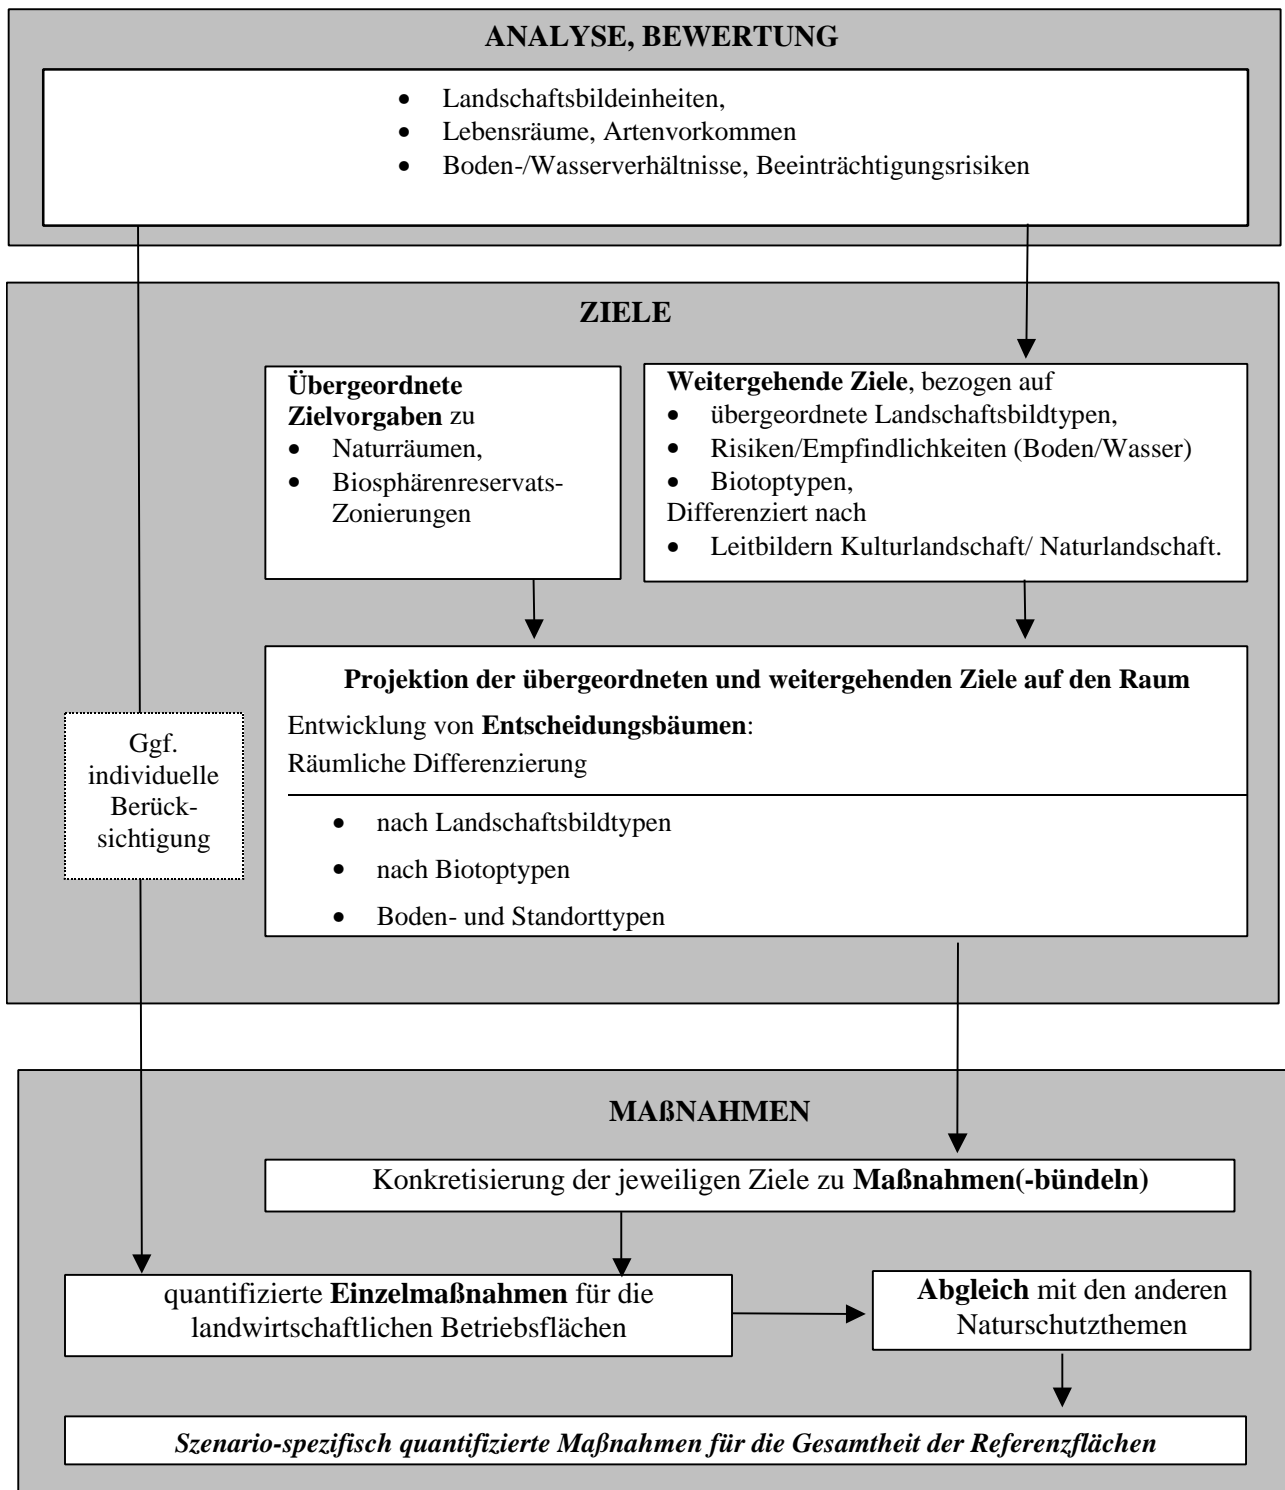 ANALYSE, BEWERTUNG
• Landschaftsbildeinheiten,
• Lebensräume, Artenvorkommen
• Boden-/Wasserverhältnisse, Beeinträchtigungsrisiken
ZIELE
Übergeordnete
Zielvorgaben zu
• Naturräumen,
• Biosphärenreservats-
Zonierungen
Weitergehende Ziele, bezogen auf
• übergeordnete Landschaftsbildtypen,
• Risiken/Empfindlichkeiten (Boden/Wasser)
• Biotoptypen,
Differenziert nach
• Leitbildern Kulturlandschaft/ Naturlandschaft.
Projektion der übergeordneten und weitergehenden Ziele auf den Raum
Entwicklung von Entscheidungsbäumen:
Räumliche Differenzierung
• nach Landschaftsbildtypen
• nach Biotoptypen
• Boden- und Standorttypen
Ggf.
individuelle
Berück-
sichtigung
MAßNAHMEN
Konkretisierung der jeweiligen Ziele zu Maßnahmen(-bündeln)
quantifizierte Einzelmaßnahmen für die
landwirtschaftlichen Betriebsflächen
Abgleich mit den anderen
Naturschutzthemen
Szenario-spezifisch quantifizierte Maßnahmen für die Gesamtheit der Referenzflächen